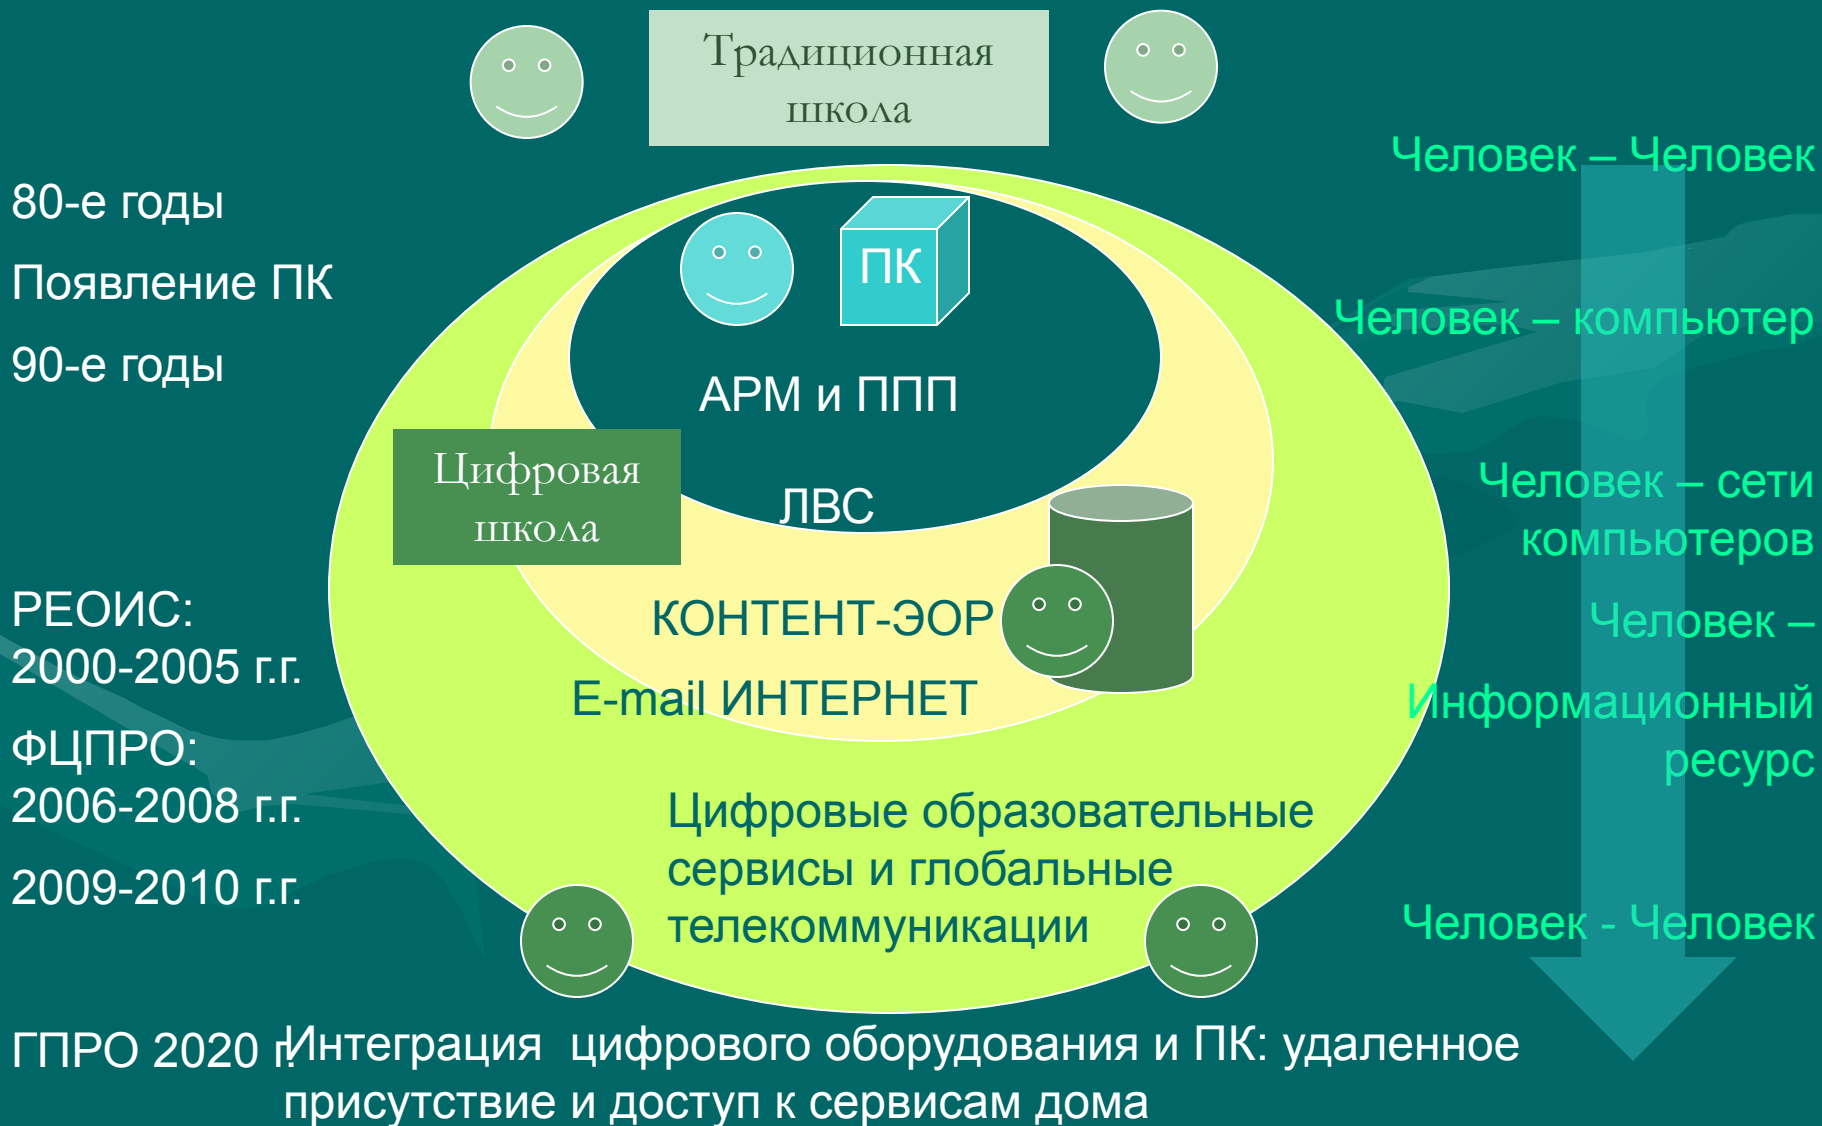 Традиционная
школа
80-е годы
Появление ПК
90-е годы
РЕОИС:
2000-2005 г.г.
ФЦПРО:
2006-2008 г.г.
2009-2010 г.г.
ГПРО 2020 г.
ПК
АРМ и ППП
ЛВС
Цифровая
школа
КОНТЕНТ-ЭОР
E-mail ИНТЕРНЕТ
Цифровые образовательные
сервисы и глобальные
телекоммуникации
Интеграция цифрового оборудования и ПК: удаленное
присутствие и доступ к сервисам дома
Человек – Человек
Человек – компьютер
Человек – сети
компьютеров
Человек –
Информационный
ресурс
Человек - Человек